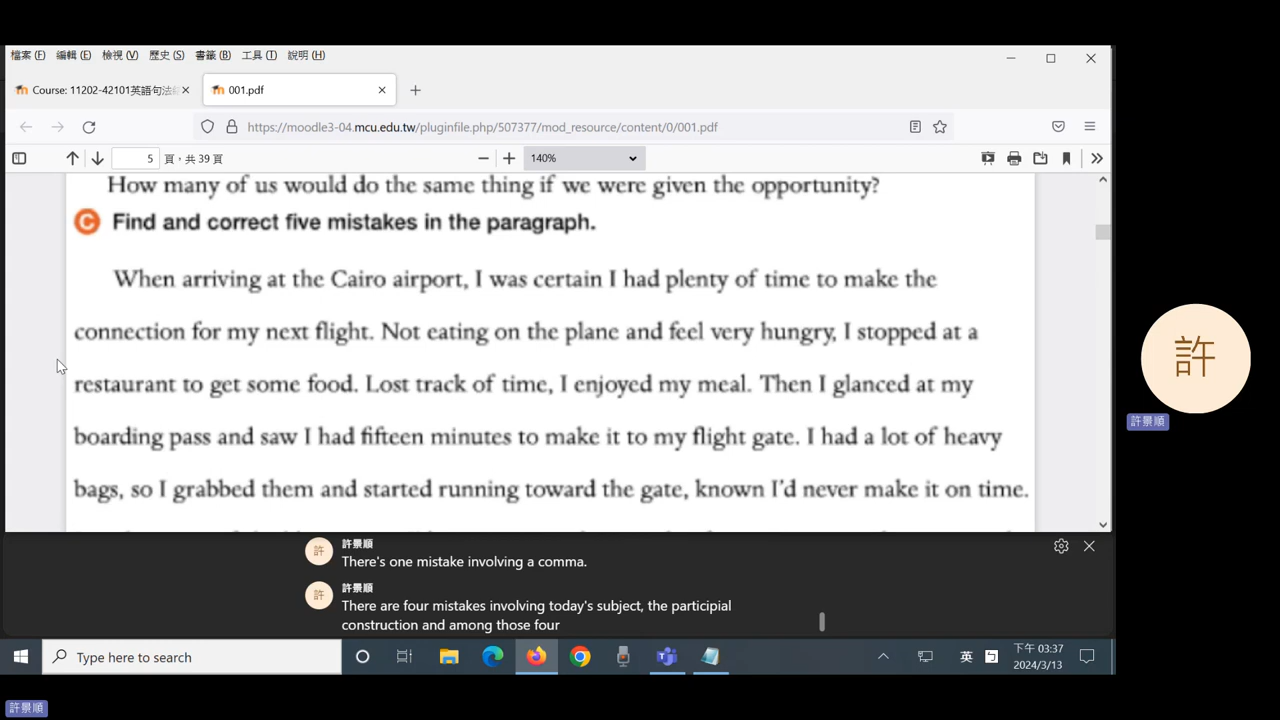 檔案 (F) 編輯 (E) 檢視 (V) 歷史 (S) 書籤 (B) 工具 (T) 說明 (H)
Course: 11202-42101英語句法
001.pdf
https://moodle3-04.mcu.edu.tw/pluginfile.php/507377/mod_resource/content/0/001.pdf
5 頁，共 39 頁
140%
How many of us would do the same thing if we were given the opportunity?
C Find and correct five mistakes in the paragraph.
When arriving at the Cairo airport, I was certain I had plenty of time to make the
connection for my next flight. Not eating on the plane and feel very hungry, I stopped at a
restaurant to get some food. Lost track of time, I enjoyed my meal. Then I glanced at my
boarding pass and saw I had fifteen minutes to make it to my flight gate. I had a lot of heavy
bags, so I grabbed them and started running toward the gate, known I'd never make it on time.
許
許景順
許 許景順
There's one mistake involving a comma.
許 許景順
There are four mistakes involving today's subject, the participial
construction and among those four
Type here to search
英
下午 03:37
2024/3/13
許景順